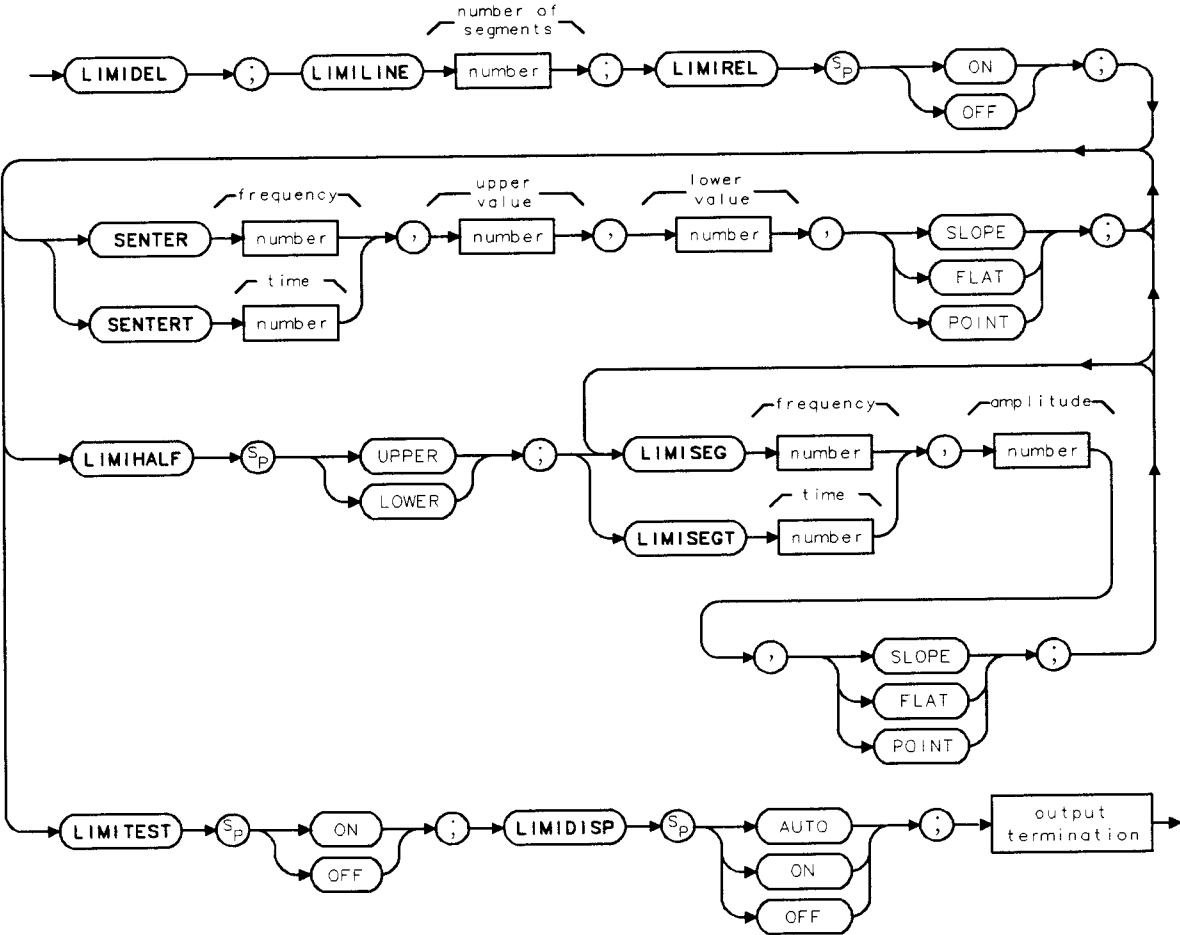 number of
segments
LIMIDEL ; LIMILINE number ; LIMIREL SP ON ;
OFF
frequency
upper
value
lower
value
SENTER number , number , number , SLOPE ;
FLAT
time
SENTERT number POINT
frequency
amplitude
LIMIHALF SP UPPER ; LIMISEG number , number
LOWER
time
LIMISEGT number
, SLOPE ;
FLAT
POINT
LIMITEST SP ON ; LIMIDISP SP AUTO ; output
termination
OFF ON
OFF